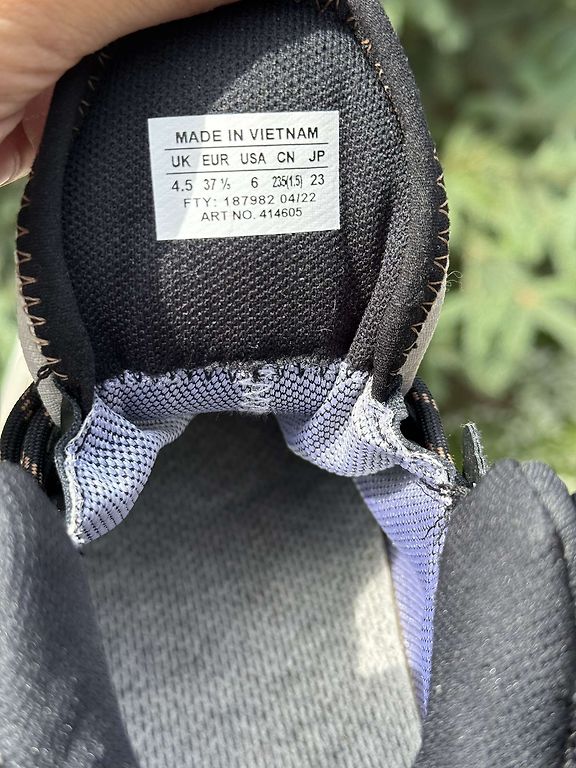 MADE IN VIETNAM
UK EUR USA CN JP
4.5 37 ⅓ 6 235(1.5) 23
FTY: 187982 04/22
ART NO. 414605